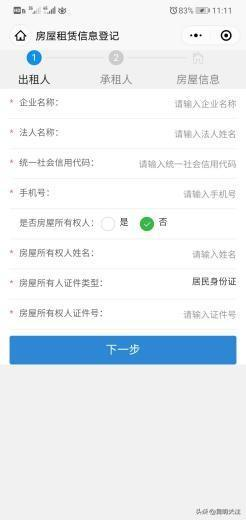 83% 11:11
房屋租赁信息登记
1 2
出租人 承租人 房屋信息
* 企业名称: 请输入企业名称
* 法人名称: 请输入法人姓名
* 统一社会信用代码: 请输入统一社会信用代码
* 手机号: 请输入手机号
是否房屋所有权人: 是 否
* 房屋所有权人姓名: 请输入姓名
* 房屋所有人证件类型: 居民身份证
* 房屋所有权人证件号: 请输入证件号
下一步